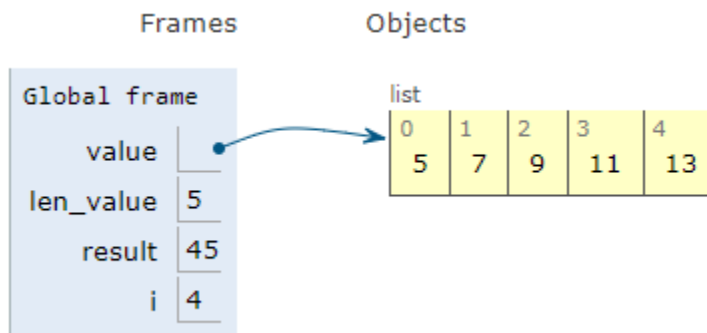 Frames Objects
Global frame
list
0 1 2 3 4
5 7 9 11 13
value
len_value 5
result 45
i 4